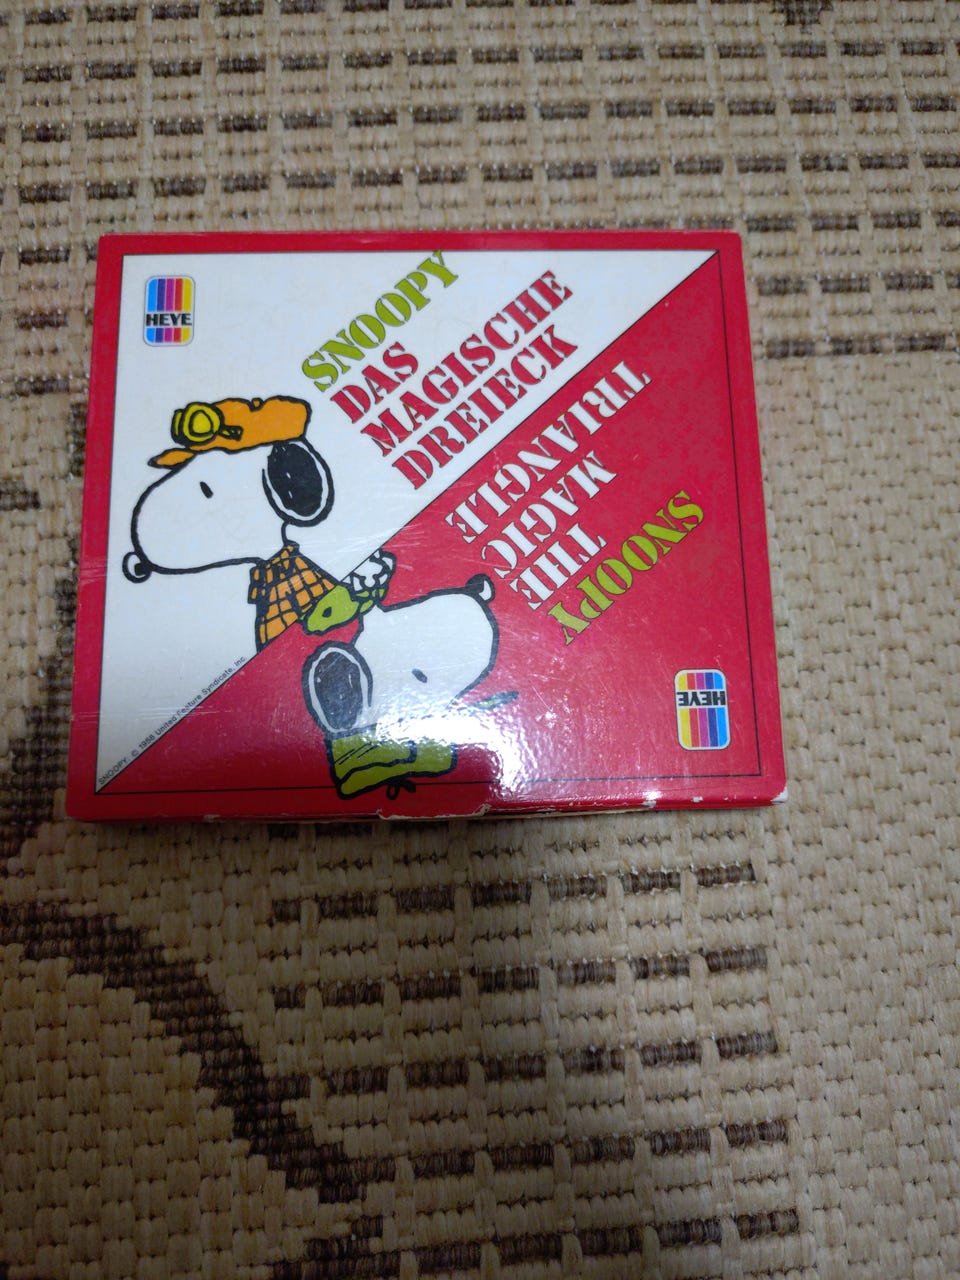 HEYE
SNOOPY
DAS
MAGISCHE
DREIECK
SNOOPY
THE
MAGIC
TRIANGLE
HEYE
SNOOPY: © 1958 United Feature Syndicate, Inc.